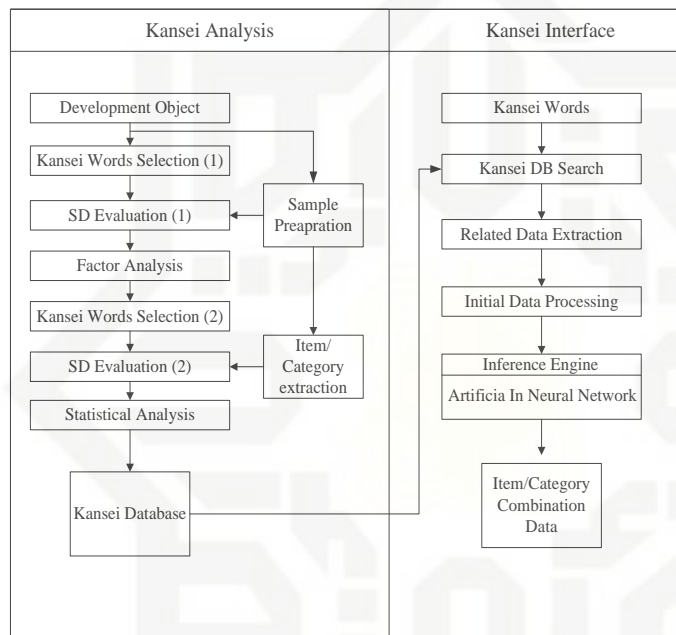 Kansei Analysis
Kansei Interface
Development Object
Kansei Words Selection (1)
SD Evaluation (1)
Sample
Preapration
Factor Analysis
Kansei Words Selection (2)
SD Evaluation (2)
Item/
Category
extraction
Statistical Analysis
Kansei Database
Kansei Words
Kansei DB Search
Related Data Extraction
Initial Data Processing
Inference Engine
Artificia In Neural Network
Item/Category
Combination
Data